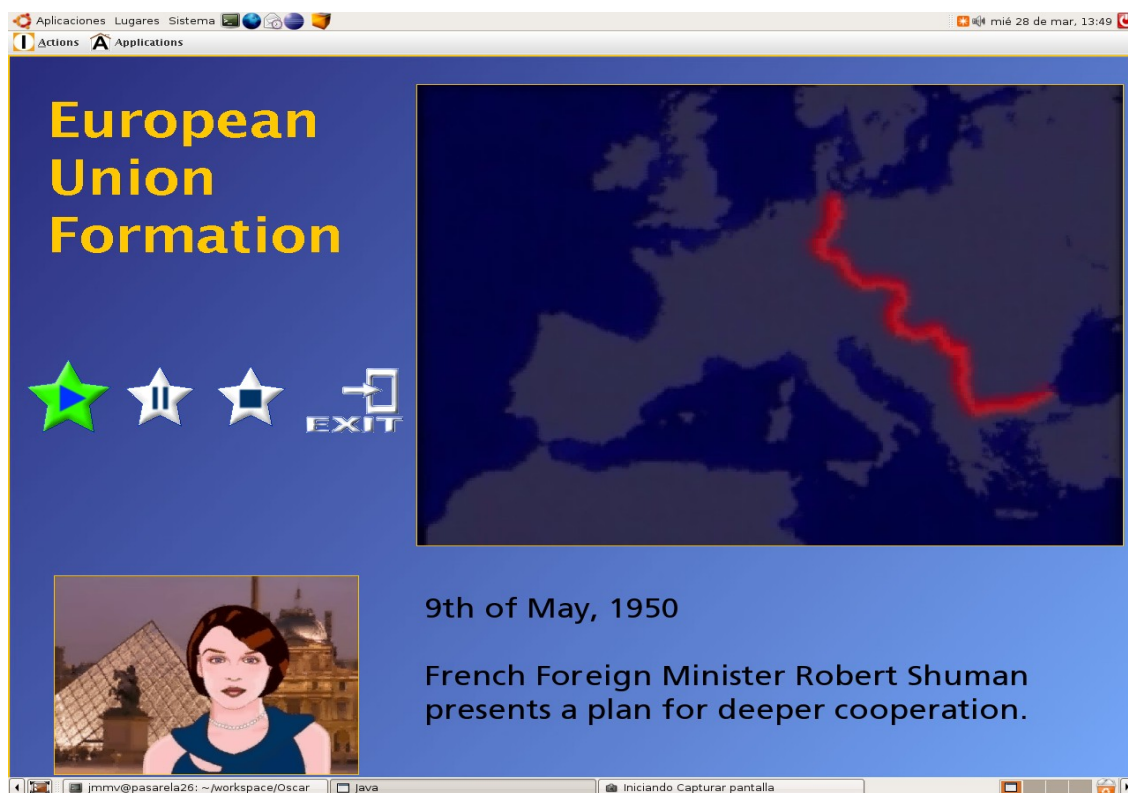 Aplicaciones Lugares Sistema mié 28 de mar, 13:49
I Actions A Applications
European
Union
Formation
EXIT
9th of May, 1950
French Foreign Minister Robert Shuman
presents a plan for deeper cooperation.
jmmv@pasarela26: ~/workspace/Oscar Java Iniciando Capturar pantalla